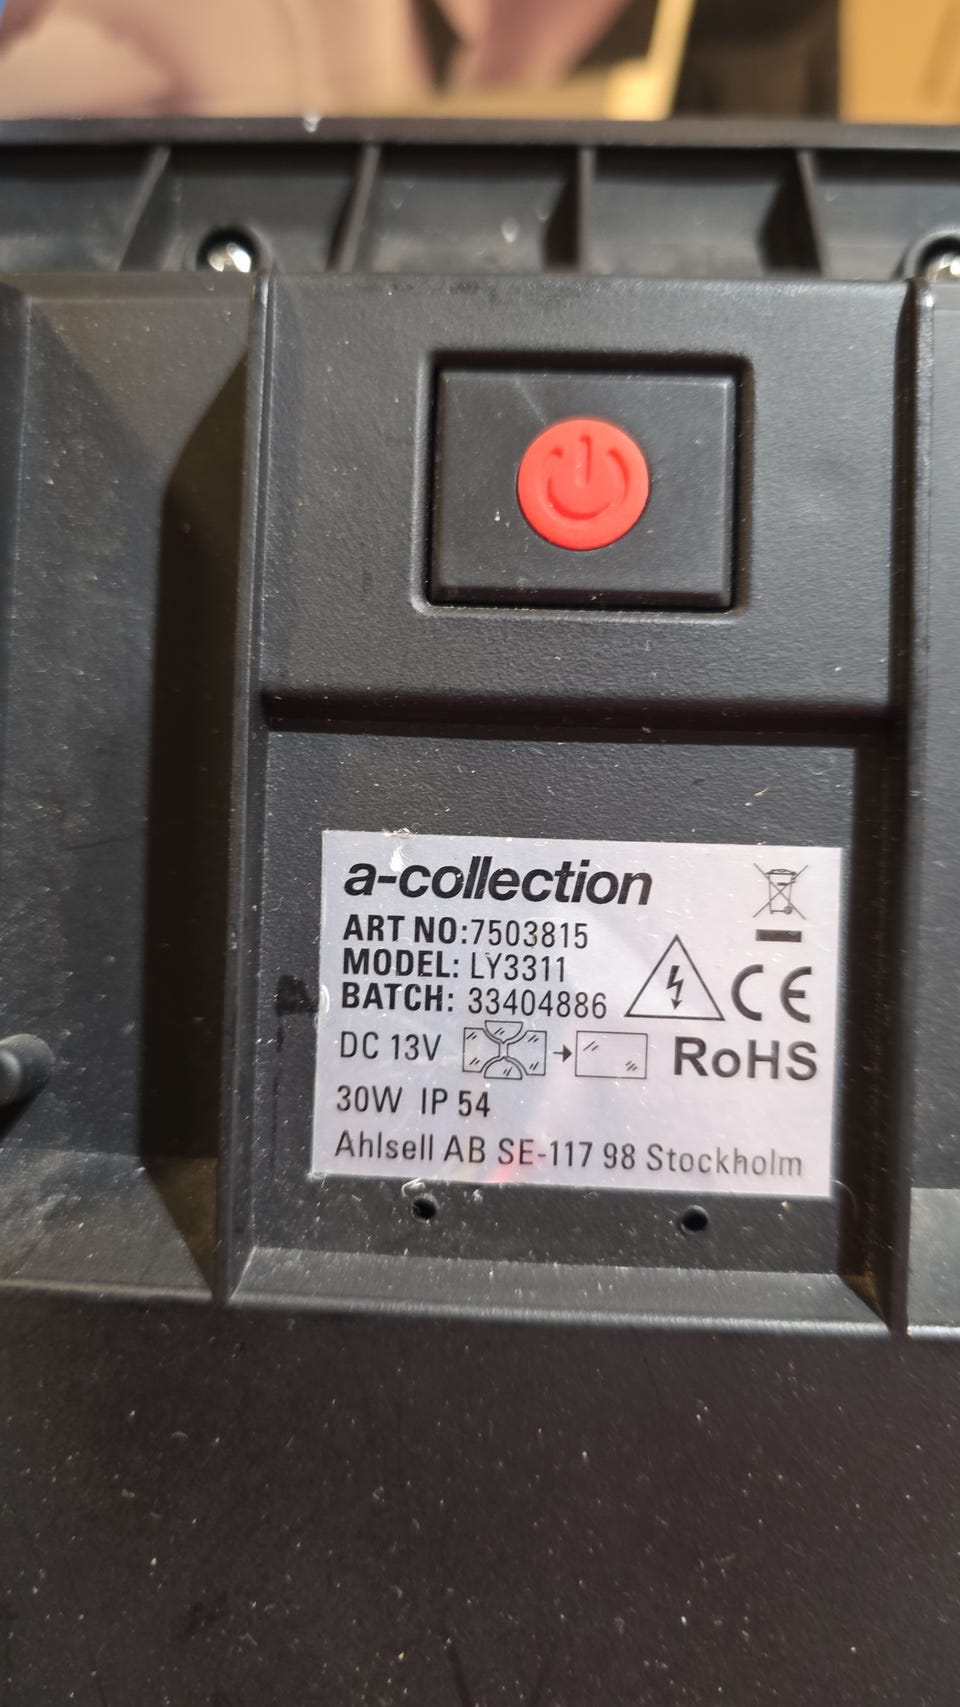 a-collection
ART NO:7503815
MODEL: LY3311
BATCH: 33404886
CE
DC 13V
RoHS
30W IP 54
Ahlsell AB SE-117 98 Stockholm